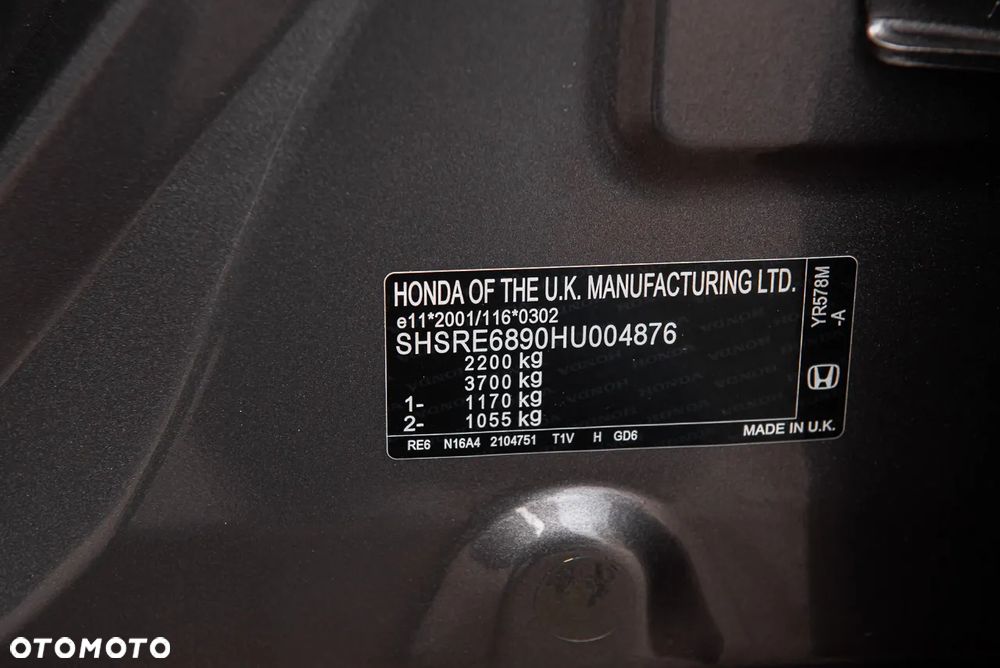 HONDA OF THE U.K. MANUFACTURING LTD.
e11*2001/116*0302
SHSRE6890HU004876
2200 kg
3700 kg
1- 1170 kg
2- 1055 kg
RE6 N16A4 2104751 T1V H GD6
MADE IN U.K.
YR578M
-A
OTOMOTO